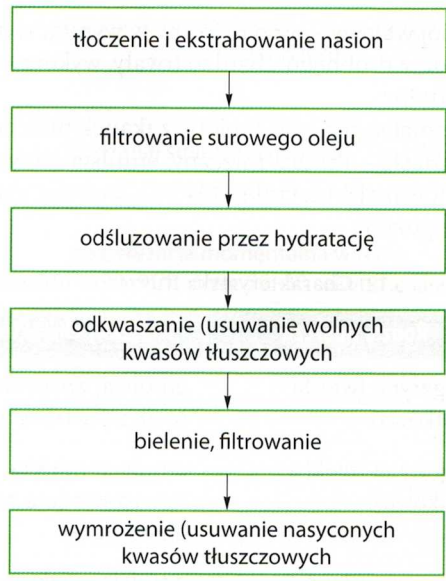 tłoczenie i ekstrahowanie nasion
filtrowanie surowego oleju
odśluzowanie przez hydratację
odkwaszanie (usuwanie wolnych
kwasów tłuszczowych
bielenie, filtrowanie
wymrożenie (usuwanie nasyconych
kwasów tłuszczowych